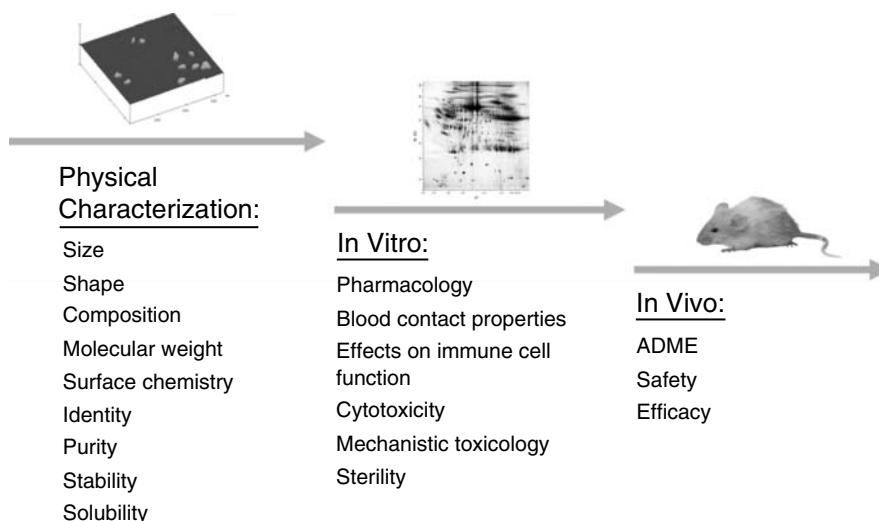 Physical
Characterization:
Size
Shape
Composition
Molecular weight
Surface chemistry
Identity
Purity
Stability
Solubility
In Vitro:
Pharmacology
Blood contact properties
Effects on immune cell
function
Cytotoxicity
Mechanistic toxicology
Sterility
In Vivo:
ADME
Safety
Efficacy